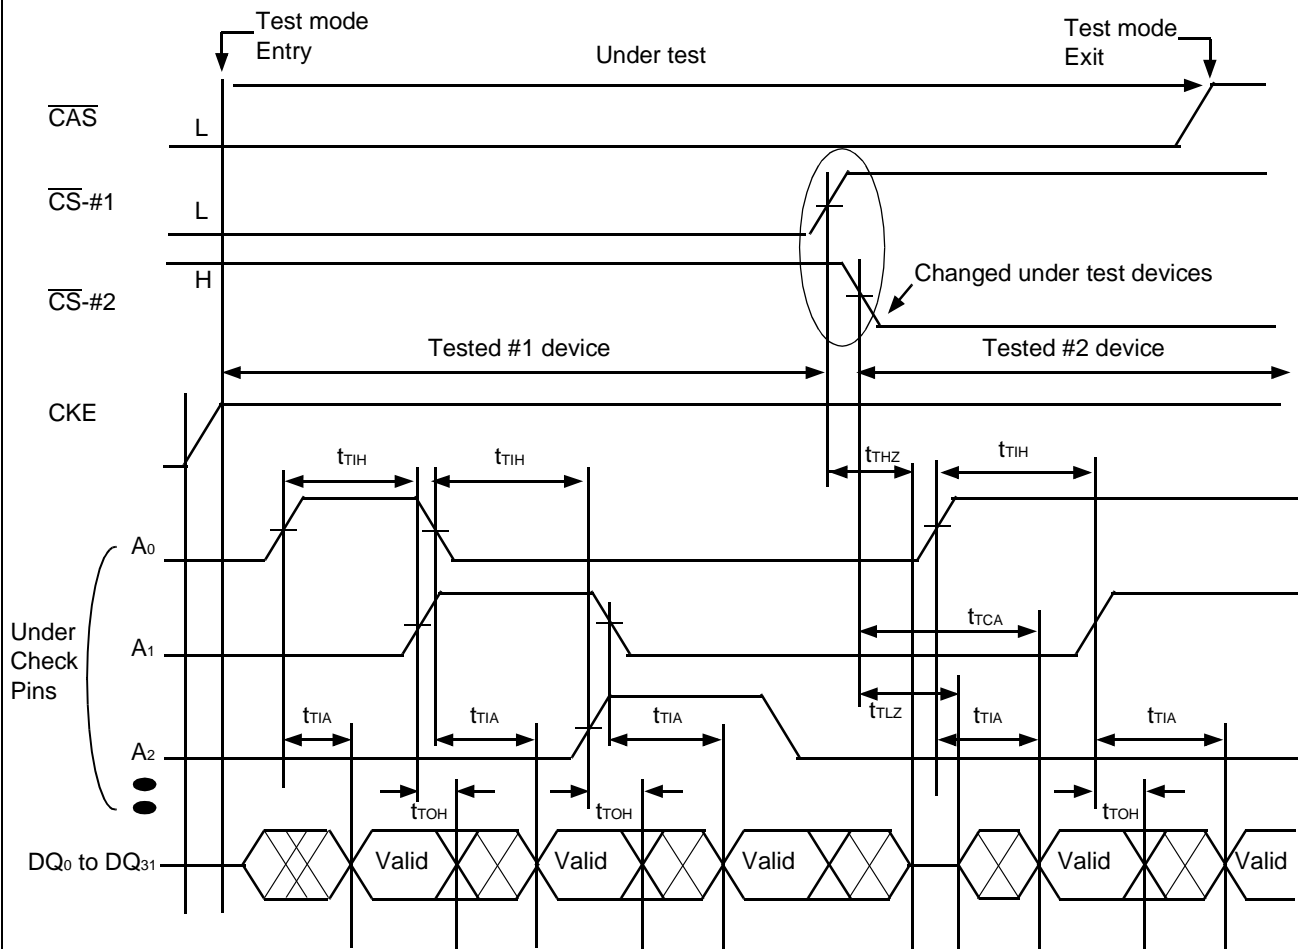 Test mode
Entry
Under test
Test mode
Exit
CAS
L
CS-#1
L
H
CS-#2
Changed under test devices
Tested #1 device
Tested #2 device
CKE
tTIH
tTIH
tTHZ
tTIH
A0
Under
Check
Pins
A1
tTCA
tTLZ
tTIA
tTIA
tTIA
tTIA
tTIA
A2
tTOH
tTOH
tTOH
DQ0 to DQ31
Valid
Valid
Valid
Valid
Valid